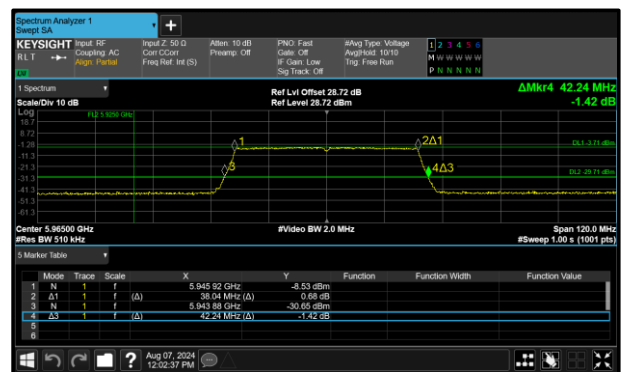 Spectrum Analyzer 1
Swept SA
+
KEYSIGHT Input: RF Input Z: 50 Ω Atten: 10 dB PNO: Fast #Avg Type: Voltage 1 2 3 4 5 6
RLT Coupling: AC Corr CCorr Preamp: Off Gate: Off Avg|Hold: 10/10 M W W W W W
Align: Partial Freq Ref: Int (S) IF Gain: Low Trig: Free Run
Sig Track: Off P N N N N N
1 Spectrum Ref Lvl Offset 28.72 dB ΔMkr4 42.24 MHz
Scale/Div 10 dB Ref Level 28.72 dBm -1.42 dB
Log
18.7 FL2 5.9250 GHz
8.72
-1.28 1 2Δ1 DL1 -3.71 dBm
-11.3
-21.3 3 4Δ3
-31.3 DL2 -29.71 dBm
-41.3
-51.3
-61.3
Center 5.96500 GHz #Video BW 2.0 MHz Span 120.0 MHz
#Res BW 510 kHz #Sweep 1.00 s (1001 pts)
5 Marker Table
Mode Trace Scale X Y Function Function Width Function Value
1 N 1 f 5.945 92 GHz -8.53 dBm
2 Δ1 1 f (Δ) 38.04 MHz (Δ) 0.68 dB
3 N 1 f 5.943 88 GHz -30.65 dBm
4 Δ3 1 f (Δ) 42.24 MHz (Δ) -1.42 dB
5
6
? Aug 07, 2024
12:02:37 PM